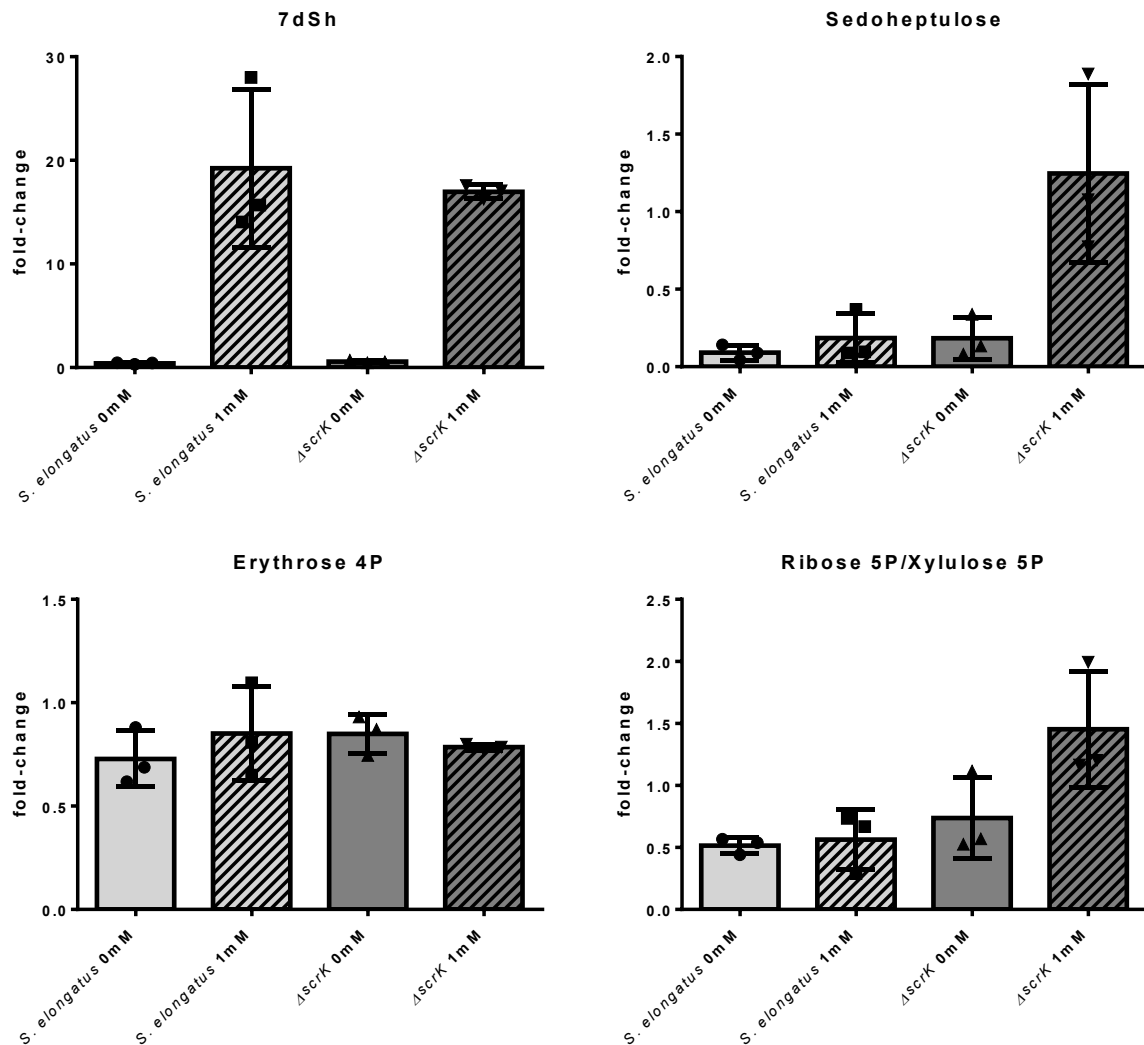 7dSh
fold-change
30
20
10
0
S. elongatus 0mM
S. elongatus 1mM
ΔscrK 0mM
ΔscrK 1mM
Sedoheptulose
fold-change
2.0
1.5
1.0
0.5
0.0
S. elongatus 0mM
S. elongatus 1mM
ΔscrK 0mM
ΔscrK 1mM
Erythrose 4P
fold-change
1.5
1.0
0.5
0.0
S. elongatus 0mM
S. elongatus 1mM
ΔscrK 0mM
ΔscrK 1mM
Ribose 5P/Xylulose 5P
fold-change
2.5
2.0
1.5
1.0
0.5
0.0
S. elongatus 0mM
S. elongatus 1mM
ΔscrK 0mM
ΔscrK 1mM